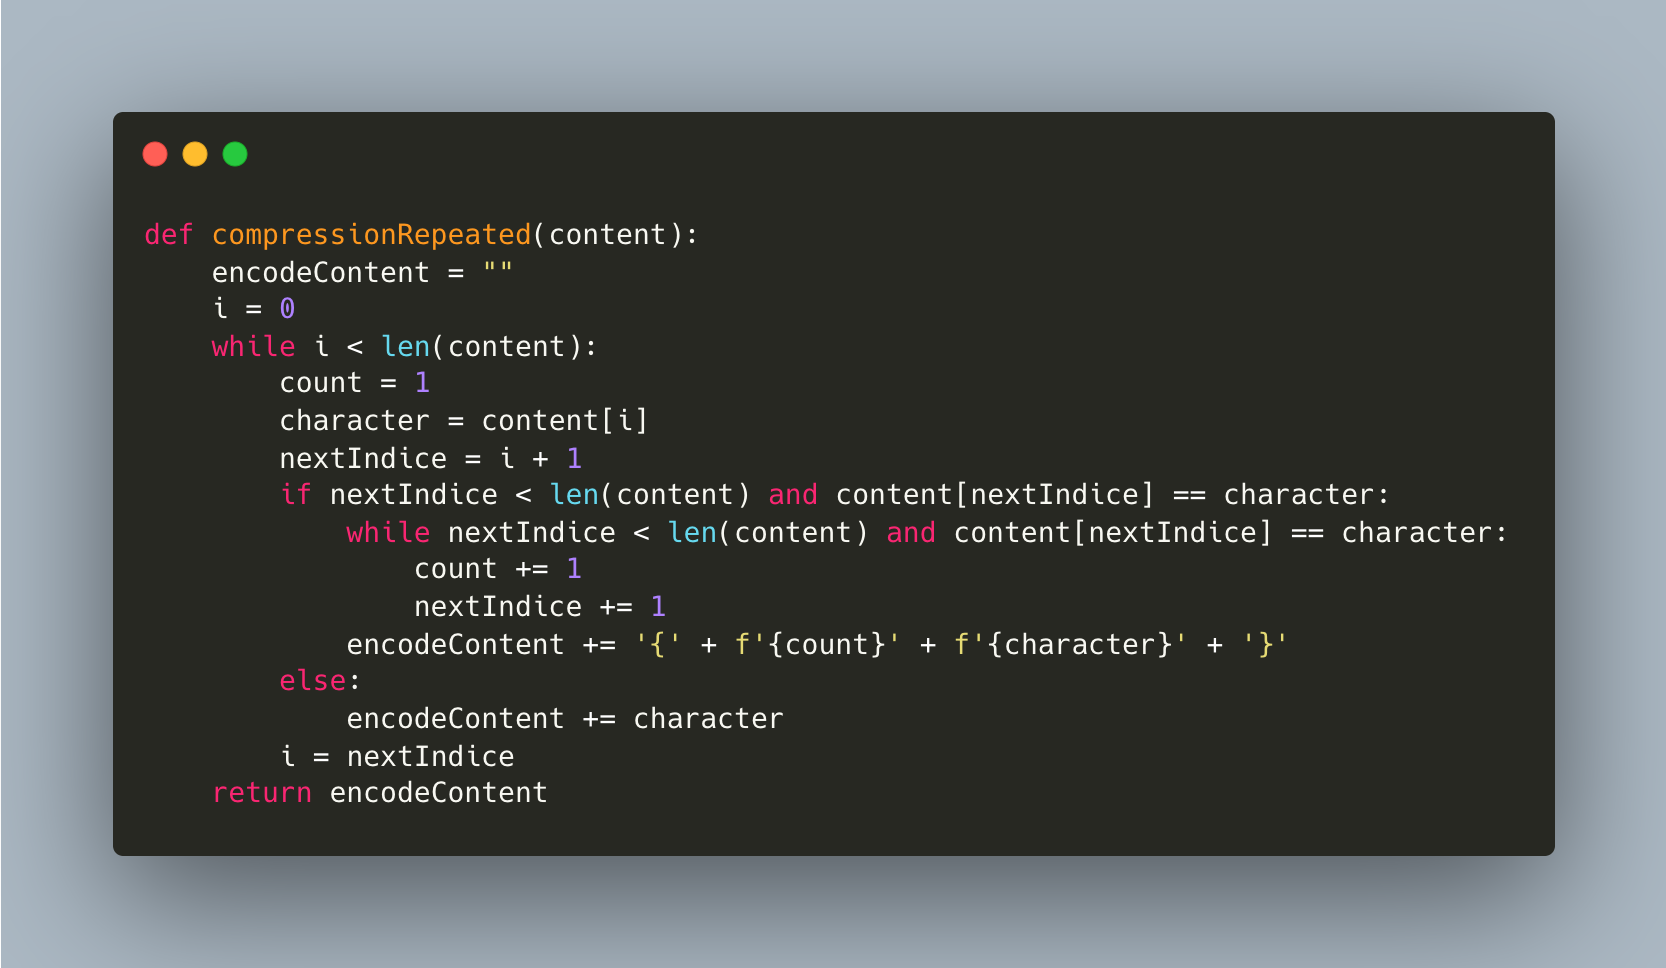 def compressionRepeated(content):
    encodeContent = ""
    i = 0
    while i < len(content):
        count = 1
        character = content[i]
        nextIndice = i + 1
        if nextIndice < len(content) and content[nextIndice] == character:
            while nextIndice < len(content) and content[nextIndice] == character:
                count += 1
                nextIndice += 1
            encodeContent += '{' + f'{count}' + f'{character}' + '}'
        else:
            encodeContent += character
        i = nextIndice
    return encodeContent